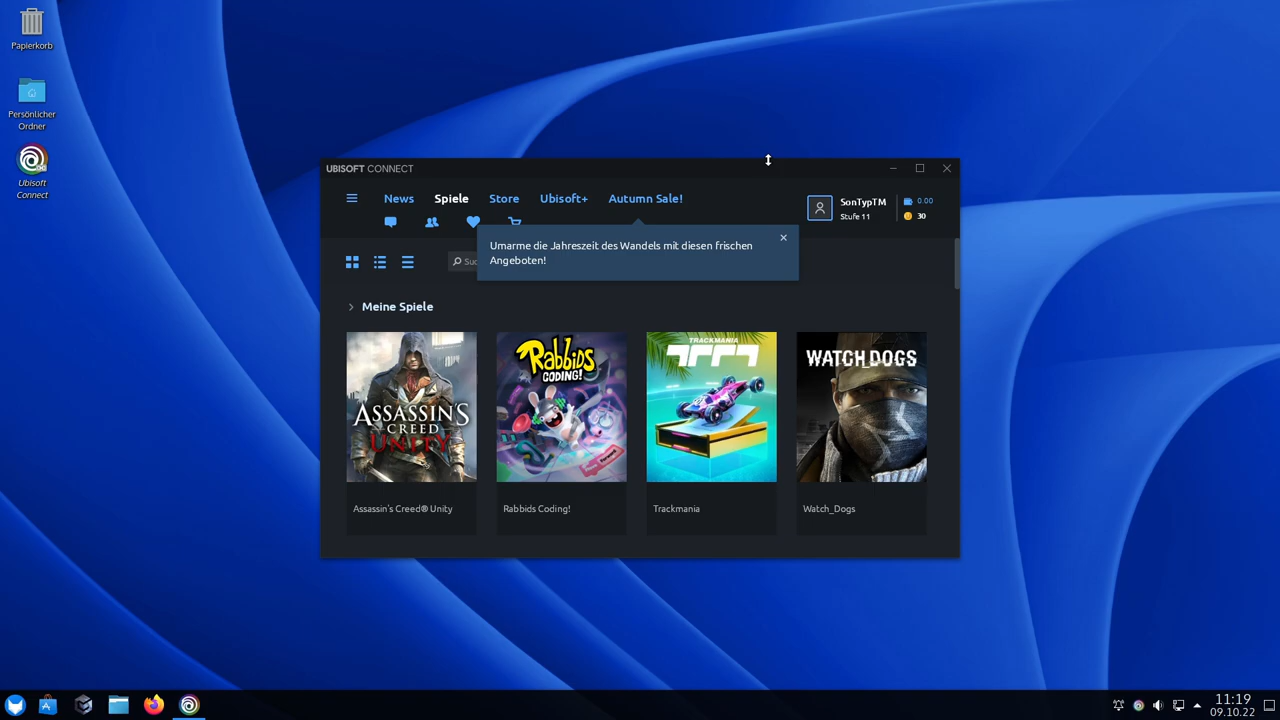 Papierkorb
Persönlicher
Ordner
Ubisoft
Connect
UBISOFT CONNECT
News
Spiele
Store
Ubisoft+
Autumn Sale!
SonTypTM
Stufe 11
0.00
30
Umarme die Jahreszeit des Wandels mit diesen frischen
Angeboten!
Suc
Meine Spiele
ASSASSIN'S
CREED
UNITY
Rabbids
CODING!
TRACKMANIA
WATCH_DOGS
Assassin's Creed® Unity
Rabbids Coding!
Trackmania
Watch_Dogs
11:19
09.10.22